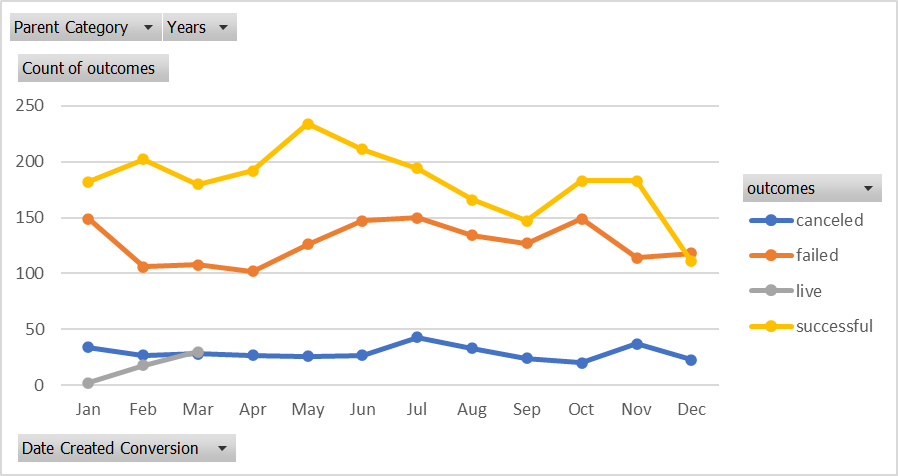 Parent Category Years
Count of outcomes
250
200
150
100
50
0
Jan Feb Mar Apr May Jun Jul Aug Sep Oct Nov Dec
outcomes
canceled
failed
live
successful
Date Created Conversion